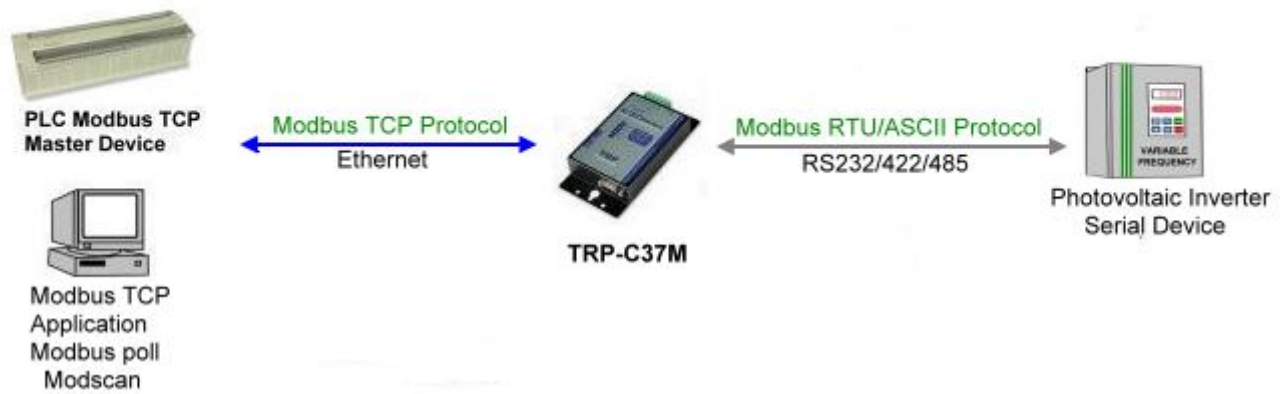 PLC Modbus TCP
Master Device
Modbus TCP Protocol
Ethernet
TRP-C37M
Modbus RTU/ASCII Protocol
RS232/422/485
VARIABLE
FREQUENCY
Photovoltaic Inverter
Serial Device
Modbus TCP
Application
Modbus poll
Modscan